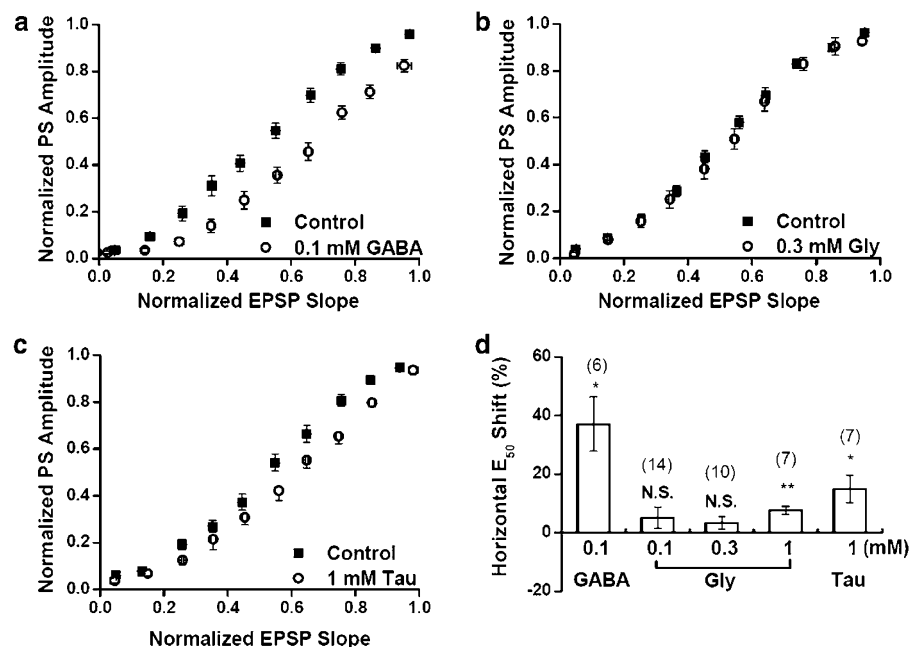 a
1.0
0.8
0.6
0.4
0.2
0.0
Normalized PS Amplitude
Control
0.1 mM GABA
0.0 0.2 0.4 0.6 0.8 1.0
Normalized EPSP Slope
b
1.0
0.8
0.6
0.4
0.2
0.0
Normalized PS Amplitude
Control
0.3 mM Gly
0.0 0.2 0.4 0.6 0.8 1.0
Normalized EPSP Slope
c
1.0
0.8
0.6
0.4
0.2
0.0
Normalized PS Amplitude
Control
1 mM Tau
0.0 0.2 0.4 0.6 0.8 1.0
Normalized EPSP Slope
d
60
40
20
0
-20
Horizontal E50 Shift (%)
(6) (14) (10) (7) (7)
* N.S. N.S. ** *
0.1 0.1 0.3 1 1 (mM)
GABA Gly Tau